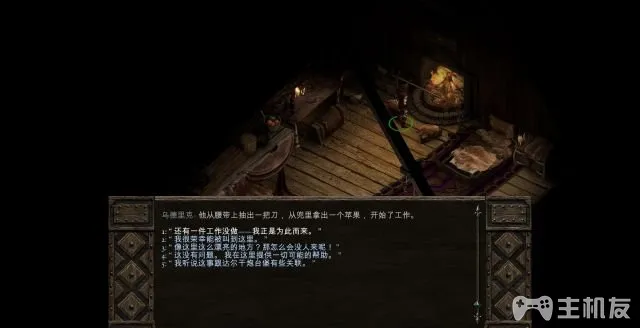 乌德里克: 他从腰带上抽出一把刀，从兜里拿出一个苹果，开始了工作。
1: "还有一件工作没做——我正是为此而来。"
2: "我很荣幸能被叫到这里。"
3: "像这里这么漂亮的地方？那怎么会没人来呢！"
4: "这没有问题。我在这里提供一切可能的帮助。"
5: "我听说这事跟达尔干炮台堡有些关联。"
主机友